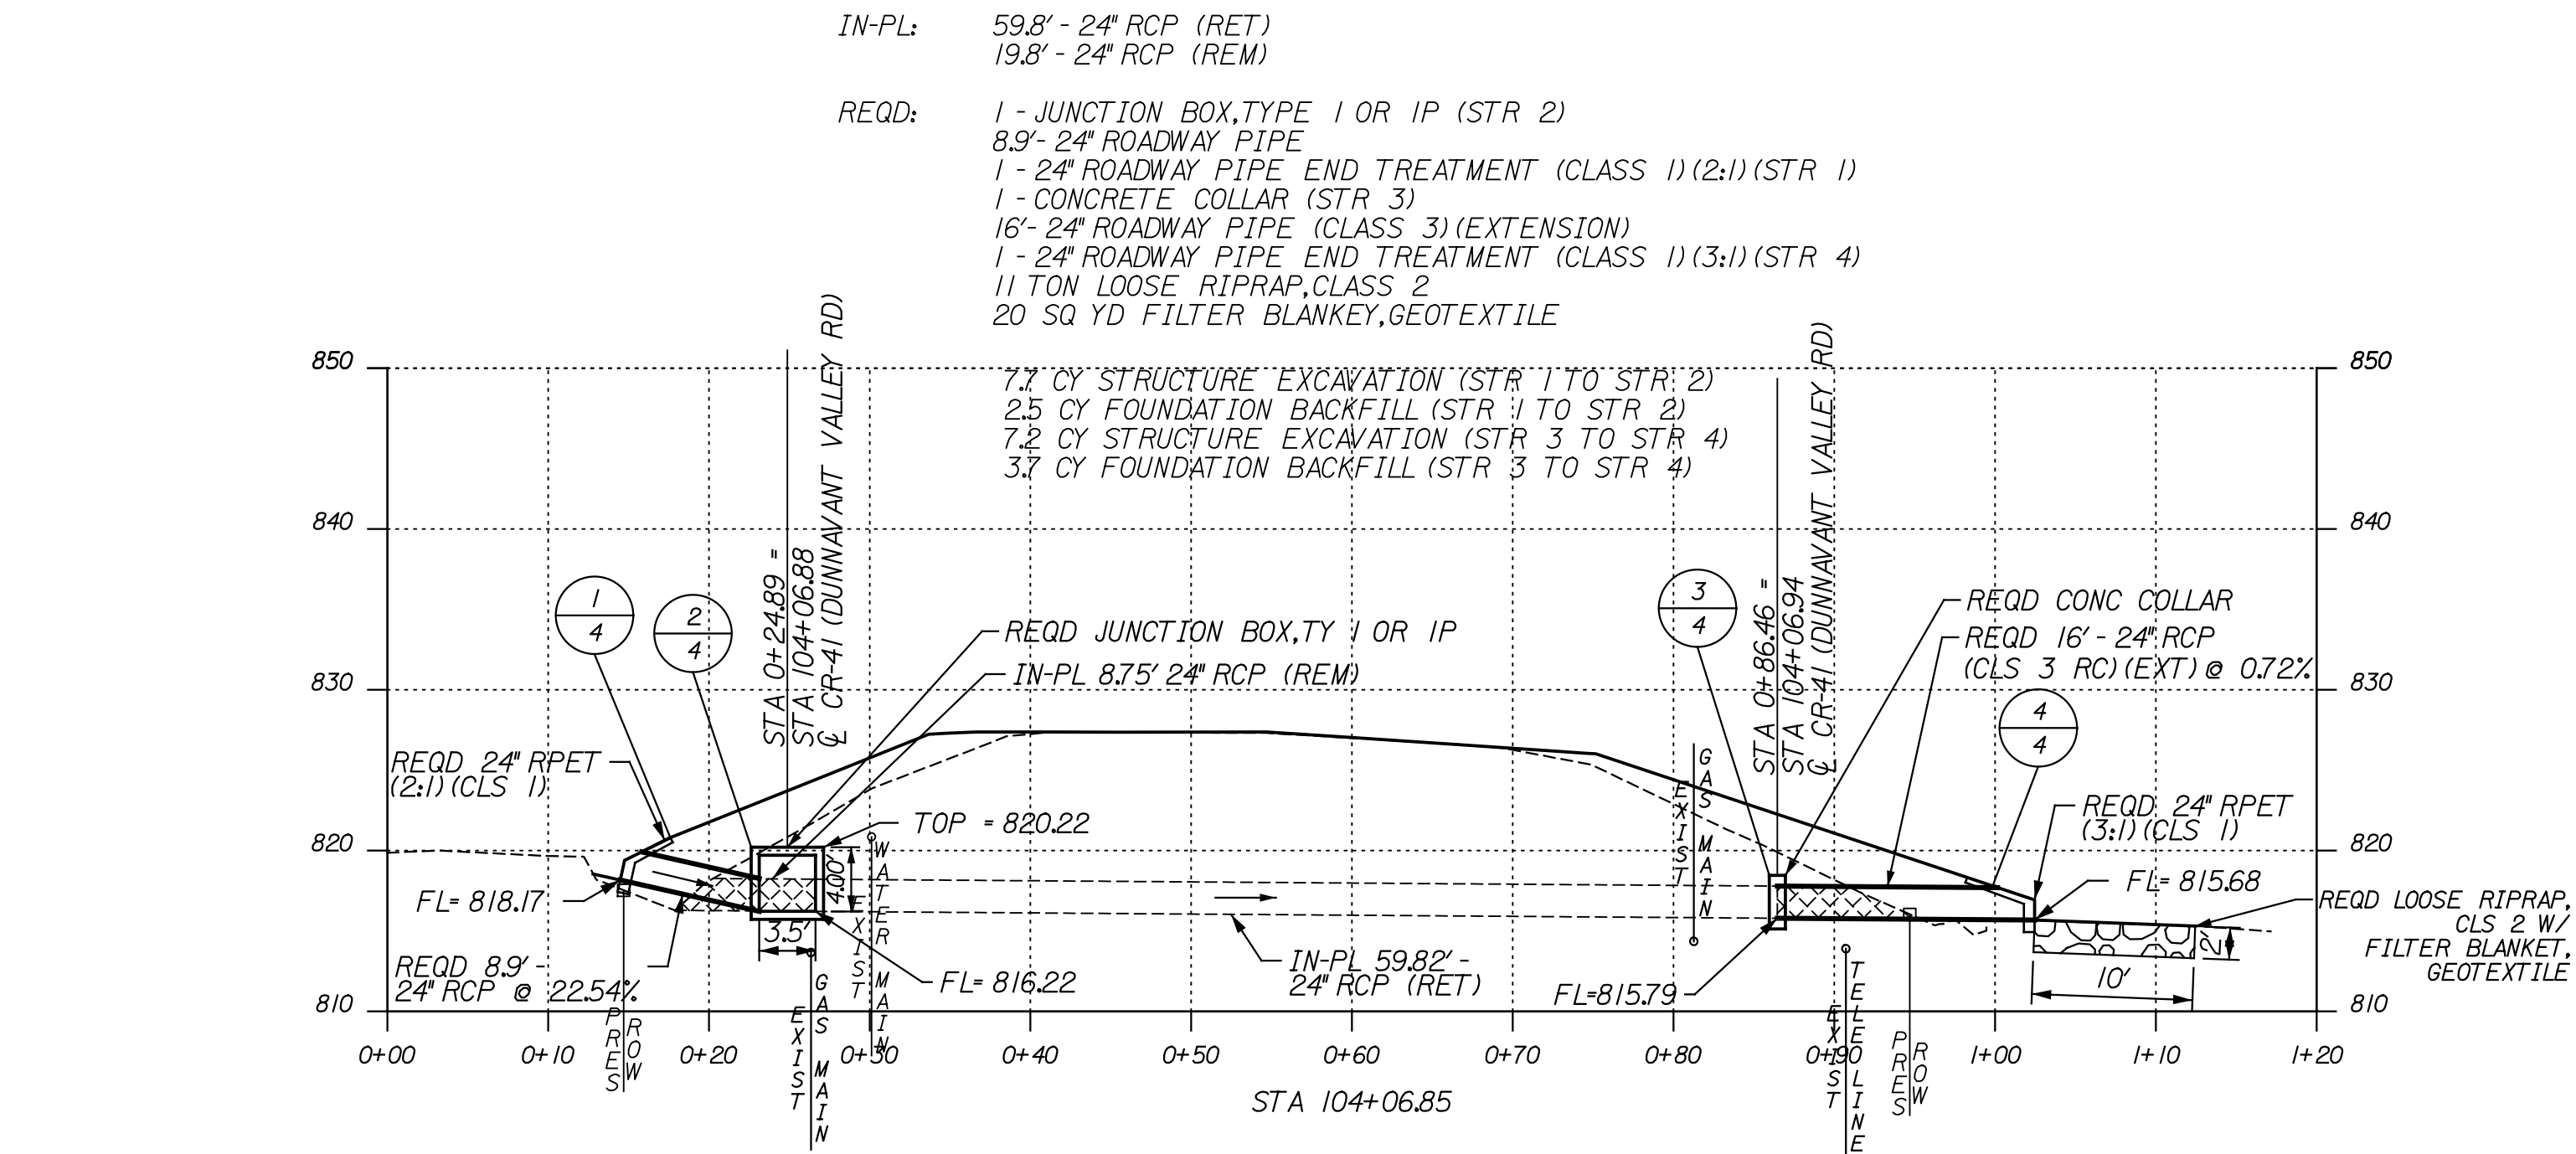 IN-PL: 59.8' - 24" RCP (RET)
19.8' - 24" RCP (REM)
REQD: 1 - JUNCTION BOX, TYPE 1 OR 1P (STR 2)
8.9' - 24" ROADWAY PIPE
1 - 24" ROADWAY PIPE END TREATMENT (CLASS 1) (2:1) (STR 1)
1 - CONCRETE COLLAR (STR 3)
16' - 24" ROADWAY PIPE (CLASS 3) (EXTENSION)
1 - 24" ROADWAY PIPE END TREATMENT (CLASS 1) (3:1) (STR 4)
11 TON LOOSE RIPRAP, CLASS 2
20 SQ YD FILTER BLANKEY, GEOTEXTILE
7.7 CY STRUCTURE EXCAVATION (STR 1 TO STR 2)
2.5 CY FOUNDATION BACKFILL (STR 1 TO STR 2)
7.2 CY STRUCTURE EXCAVATION (STR 3 TO STR 4)
3.7 CY FOUNDATION BACKFILL (STR 3 TO STR 4)
850
840
830
820
810
850
840
830
820
810
1
4
2
4
3
4
4
4
STA 0+24.89 =
STA 104+06.88
℄ CR-41 (DUNNAVANT VALLEY RD)
STA 0+86.46 =
STA 104+06.94
℄ CR-41 (DUNNAVANT VALLEY RD)
REQD JUNCTION BOX, TY 1 OR 1P
IN-PL 8.75' 24" RCP (REM)
REQD CONC COLLAR
REQD 16' - 24" RCP
(CLS 3 RC) (EXT) @ 0.72%
REQD 24" RPET
(2:1) (CLS 1)
TOP = 820.22
4.00'
3.5'
FL= 818.17
REQD 8.9' -
24" RCP @ 22.54%
FL= 816.22
IN-PL 59.82' -
24" RCP (RET)
FL=815.79
REQD 24" RPET
(3:1) (CLS 1)
FL= 815.68
REQD LOOSE RIPRAP,
CLS 2 W/
FILTER BLANKET,
GEOTEXTILE
2'
10'
PRES
ROW
EXIST
GAS MAIN
EXIST
WATER MAIN
EXIST
GAS MAIN
EXIST
TELE LINE
PRES
ROW
0+00
0+10
0+20
0+30
0+40
0+50
0+60
0+70
0+80
0+90
1+00
1+10
1+20
STA 104+06.85